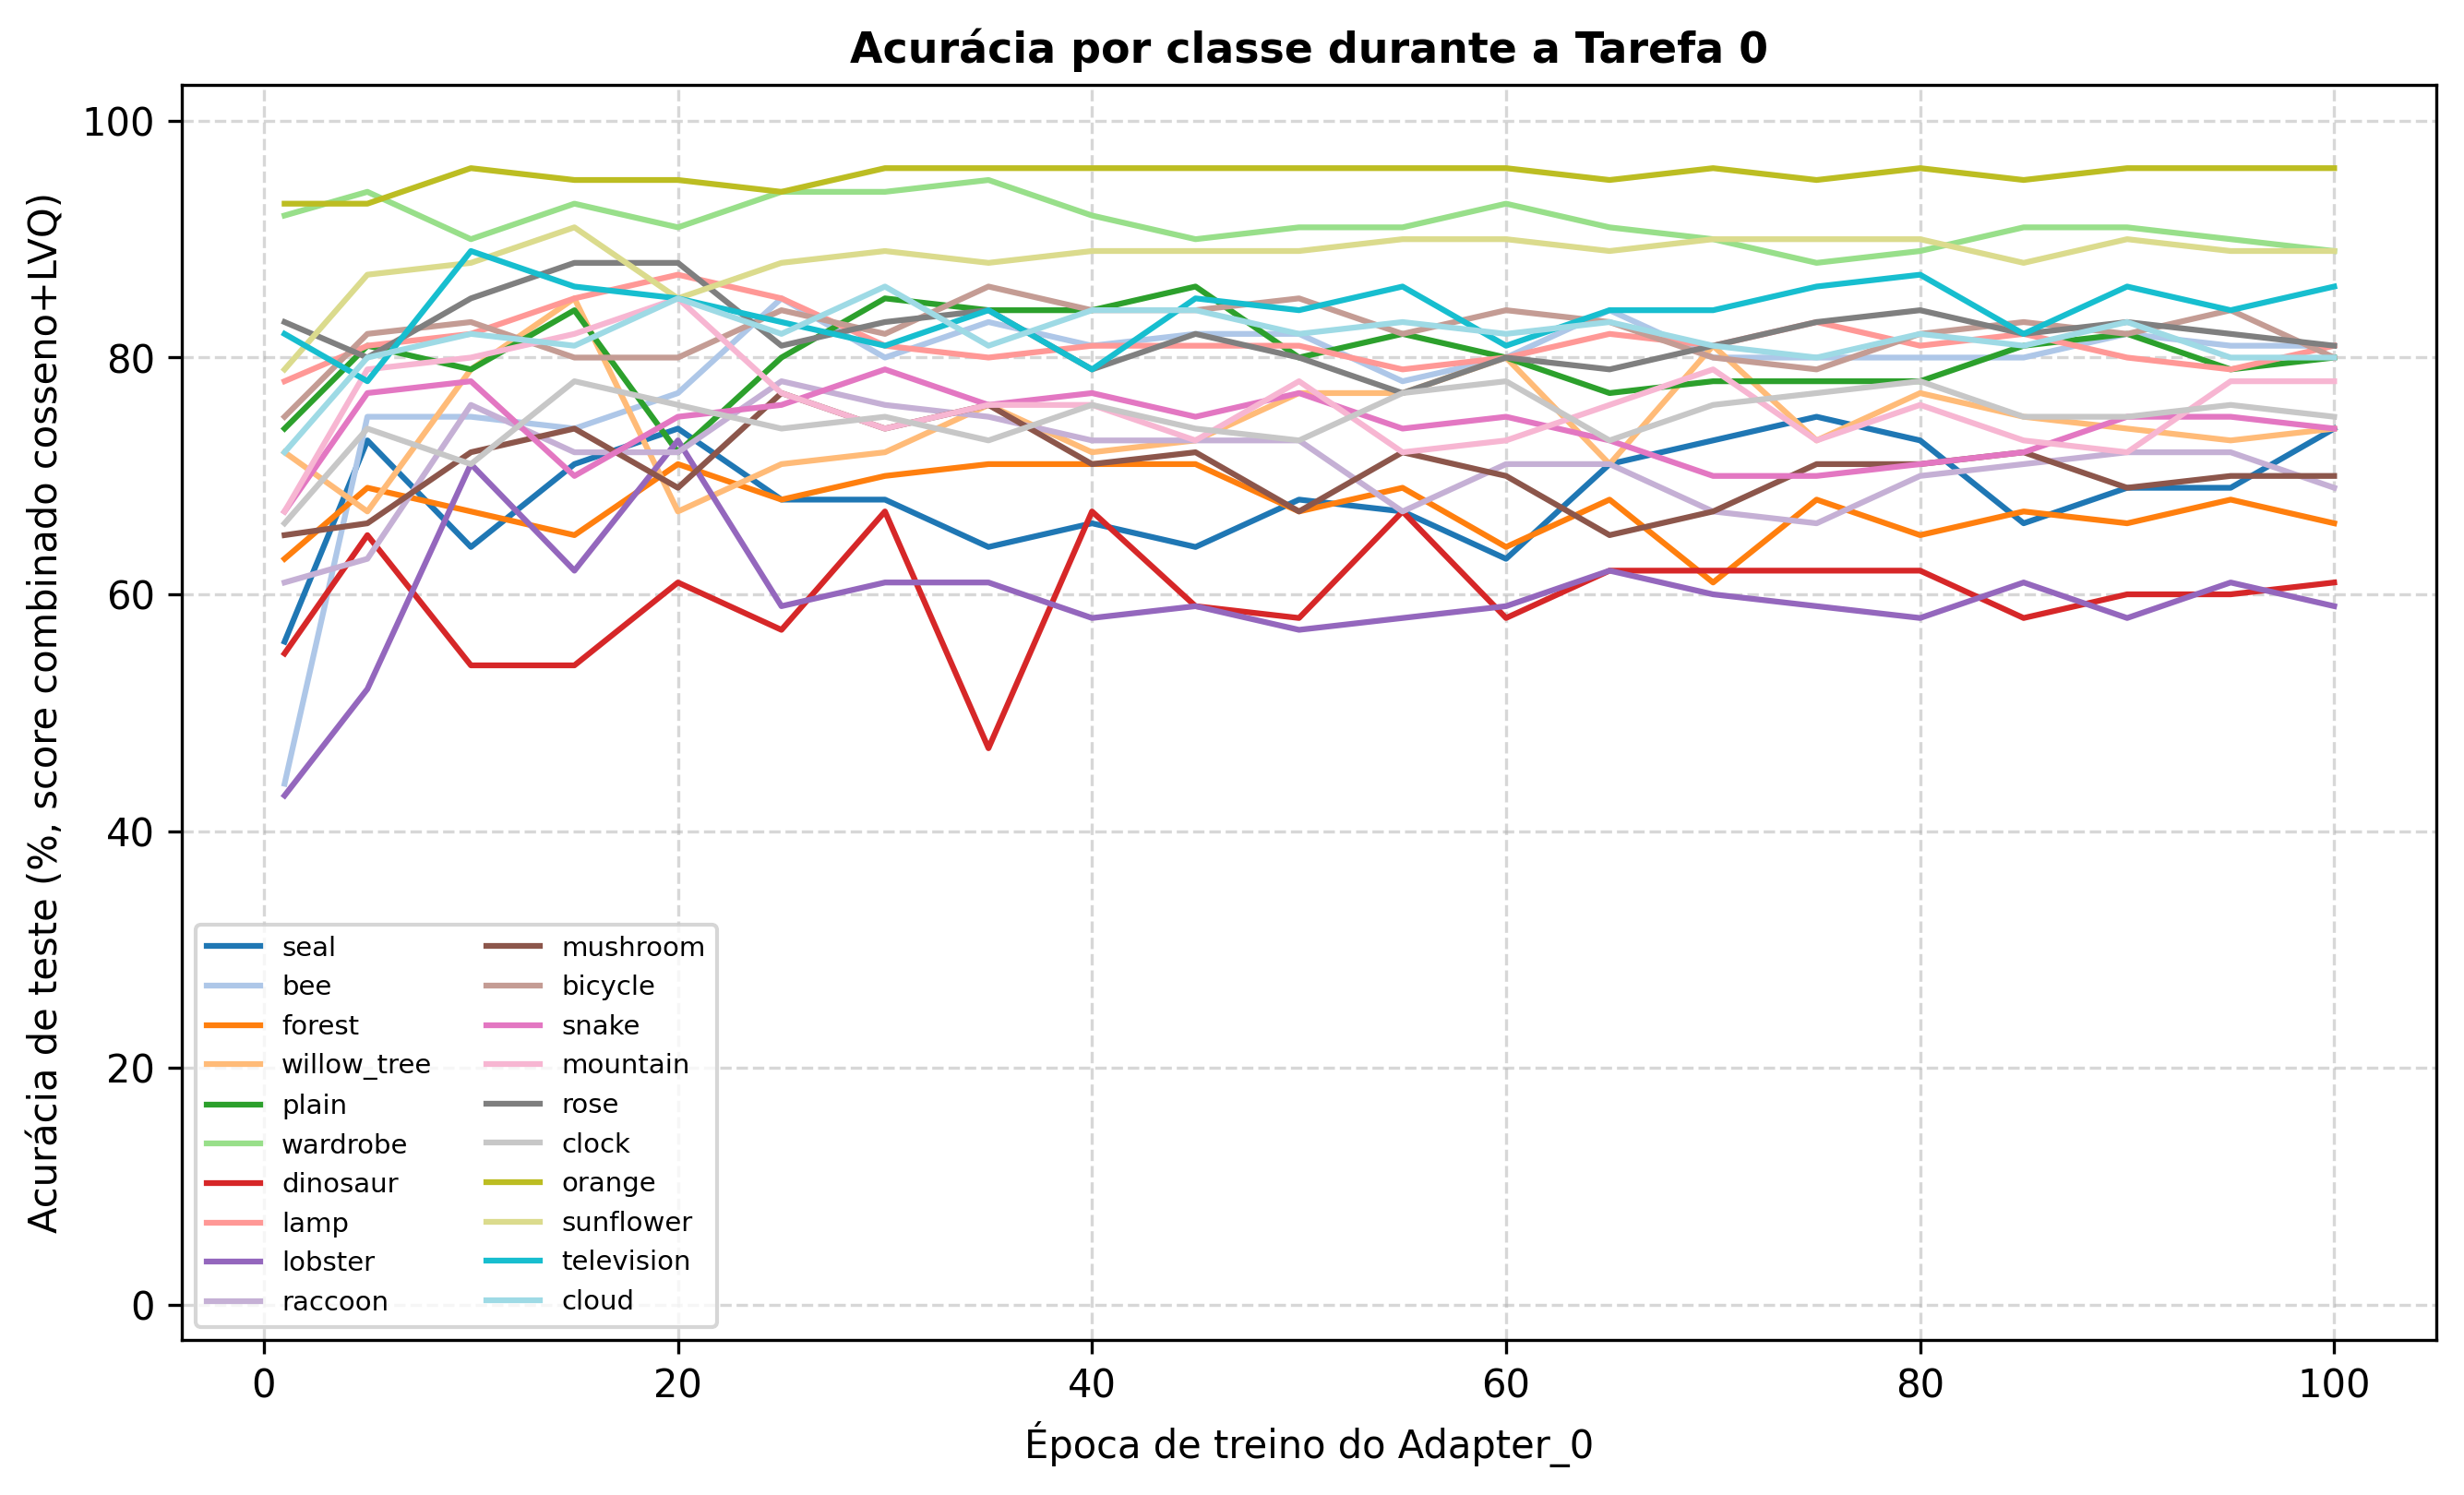 Acurácia por classe durante a Tarefa 0
Acurácia de teste (%, score combinado cosseno+LVQ)
100
80
60
40
20
0
seal
bee
forest
willow_tree
plain
wardrobe
dinosaur
lamp
lobster
raccoon
mushroom
bicycle
snake
mountain
rose
clock
orange
sunflower
television
cloud
0 20 40 60 80 100
Época de treino do Adapter_0